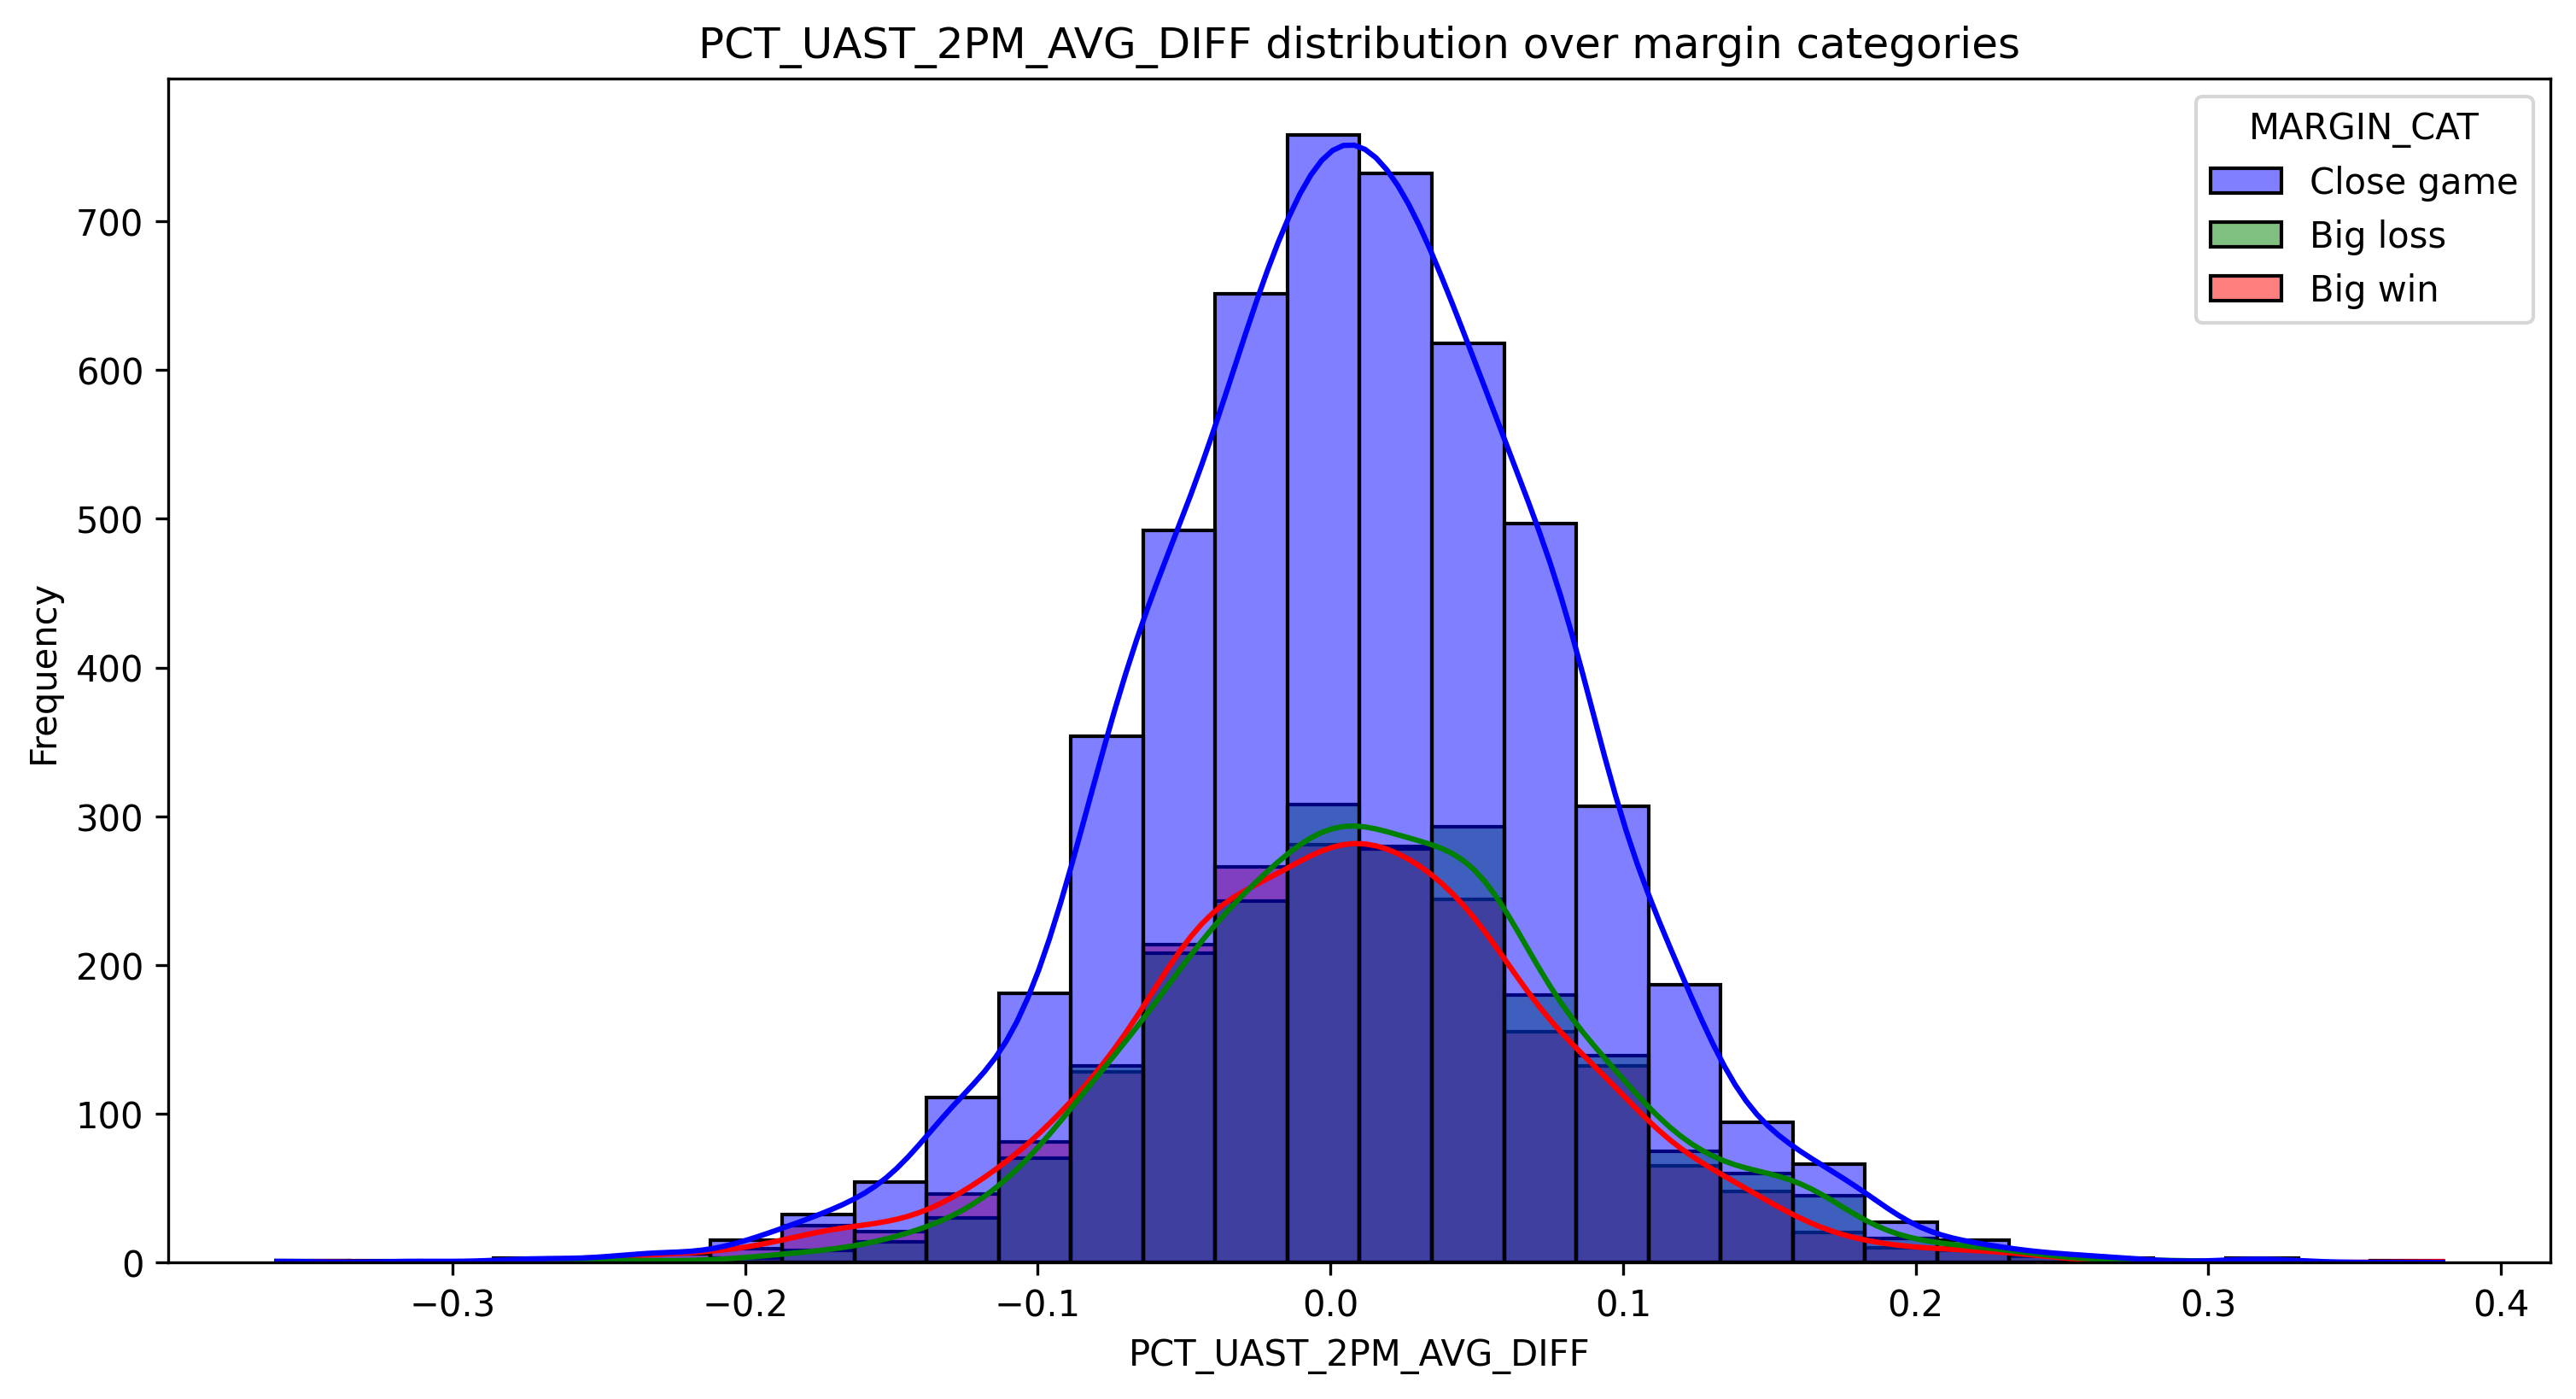 PCT_UAST_2PM_AVG_DIFF distribution over margin categories
MARGIN_CAT
Close game
Big loss
Big win
Frequency
700
600
500
400
300
200
100
0
−0.3 −0.2 −0.1 0.0 0.1 0.2 0.3 0.4
PCT_UAST_2PM_AVG_DIFF